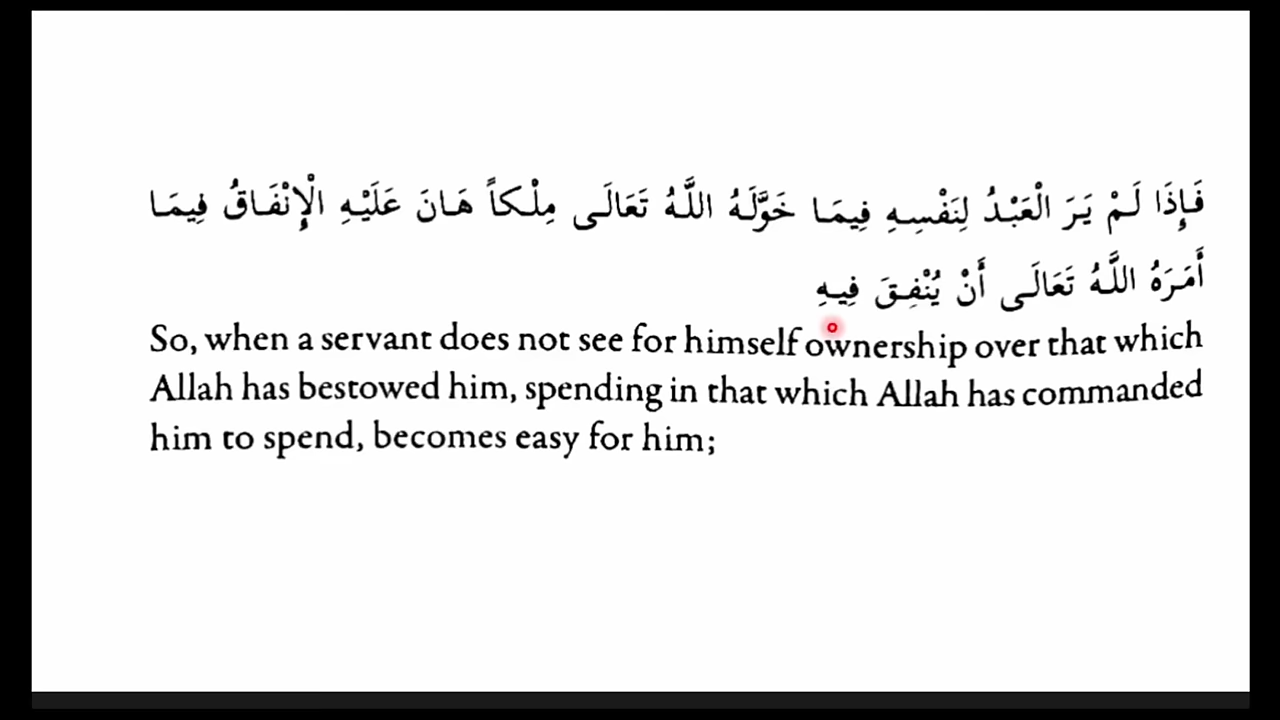 فَإِذَا لَمْ يَرَ الْعَبْدُ لِنَفْسِهِ فِيمَا خَوَّلَهُ اللَّهُ تَعَالَى مِلْكاً هَانَ عَلَيْهِ الْإِنْفَاقُ فِيمَا
أَمَرَهُ اللَّهُ تَعَالَى أَنْ يُنْفِقَ فِيهِ
So, when a servant does not see for himself ownership over that which
Allah has bestowed him, spending in that which Allah has commanded
him to spend, becomes easy for him;